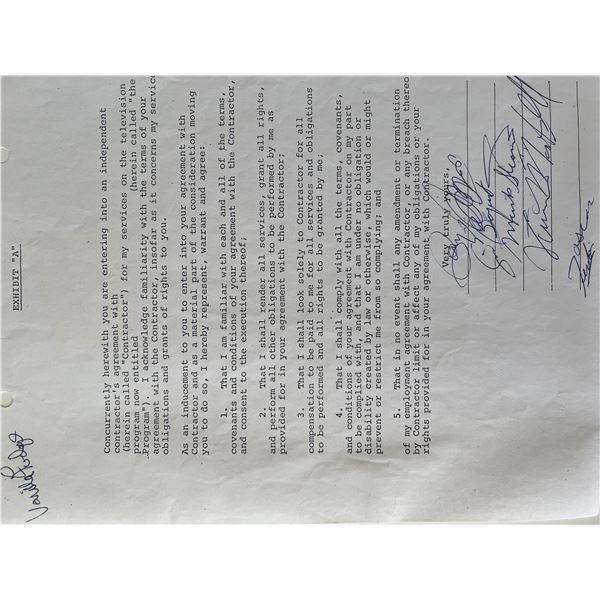 Vanilla Fudge
EXHIBIT "A"
Concurrently herewith you are entering into an independent
contractor's agreement with
(herein called "Contractor") for my services on the television
program now entitled (herein called "the
Program"). I acknowledge familiarity with the terms of your
agreement with the Contractor, insofar as it concerns my service
obligations and grants of rights to you.
As an inducement to you to enter into your agreement with
Contractor and as a material part of the consideration moving
you to do so, I hereby represent, warrant and agree:
1. That I am familiar with each and all of the terms,
covenants and conditions of your agreement with the Contractor,
and consent to the execution thereof;
2. That I shall render all services, grant all rights,
and perform all other obligations to be performed by me as
provided for in your agreement with the Contractor;
3. That I shall look solely to Contractor for all
compensation to be paid to me for all services and obligations
to be performed and all rights to be granted by me;
4. That I shall comply with all the terms, covenants,
and conditions of your agreement with Contractor on my part
to be complied with, and that I am under no obligation or
disability created by law or otherwise, which would or might
prevent or restrict me from so complying; and
5. That in no event shall any amendment or termination
of my employment agreement with Contractor, or any breach thereo
by Contractor limit or affect any of my obligations or your
rights provided for in your agreement with Contractor.
Very truly yours,